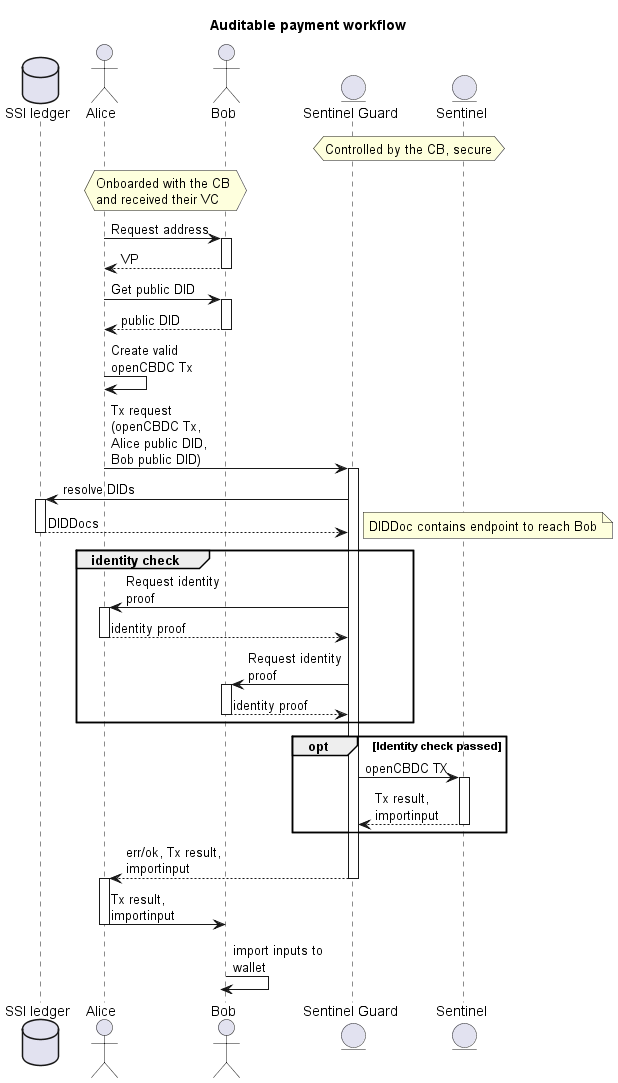 Auditable payment workflow
SSI ledger
Alice
Bob
Sentinel Guard
Sentinel
Controlled by the CB, secure
Onboarded with the CB
and received their VC
Request address
VP
Get public DID
public DID
Create valid
openCBDC Tx
Tx request
(openCBDC Tx,
Alice public DID,
Bob public DID)
resolve DIDs
DIDDocs
DIDDoc contains endpoint to reach Bob
identity check
Request identity
proof
identity proof
Request identity
proof
identity proof
opt
[Identity check passed]
openCBDC TX
Tx result,
importinput
err/ok, Tx result,
importinput
Tx result,
importinput
import inputs to
wallet
SSI ledger
Alice
Bob
Sentinel Guard
Sentinel